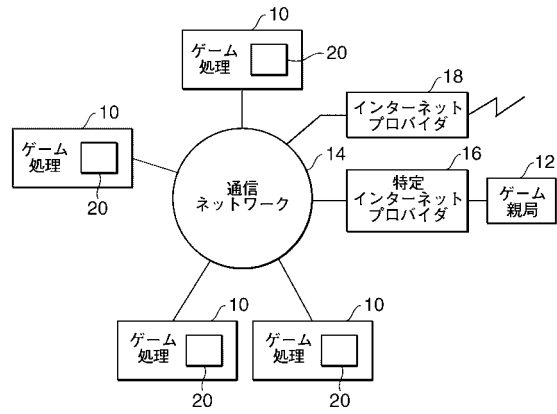 10
ゲーム
処理
20
18
インターネット
プロバイダ
10
ゲーム
処理
20
14
通信
ネットワーク
16
特定
インターネット
プロバイダ
12
ゲーム
親局
10
ゲーム
処理
20
10
ゲーム
処理
20